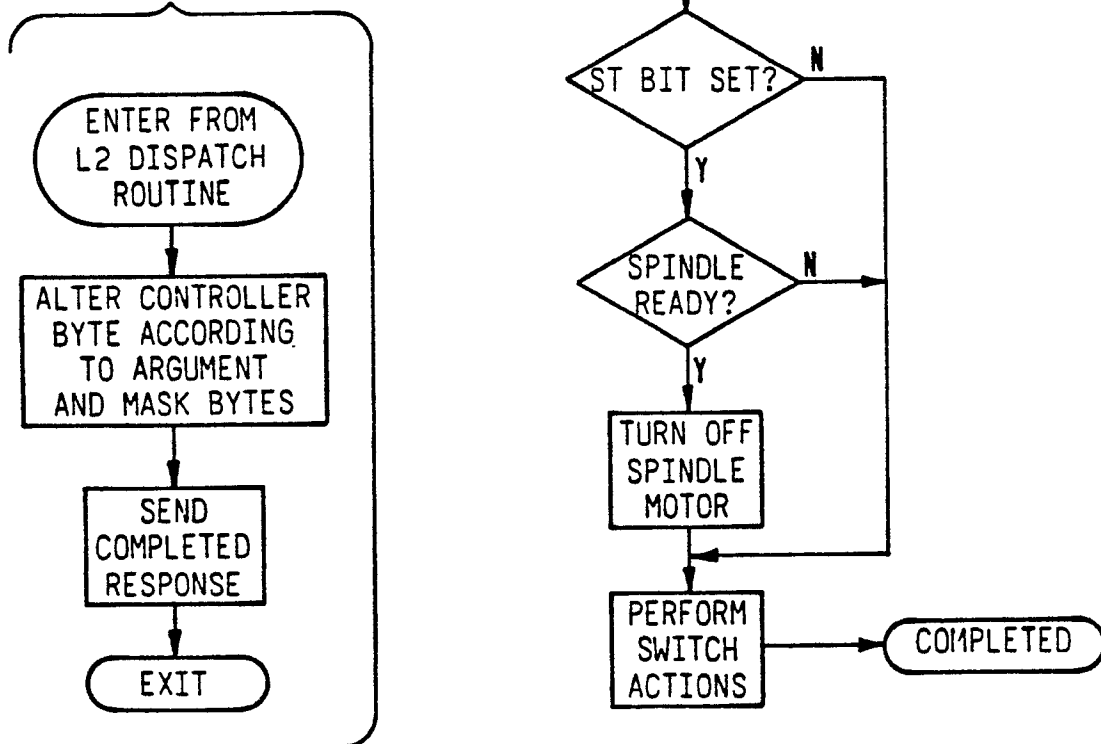 ENTER FROM
L2 DISPATCH
ROUTINE
ALTER CONTROLLER
BYTE ACCORDING
TO ARGUMENT
AND MASK BYTES
SEND
COMPLETED
RESPONSE
EXIT
ST BIT SET?
N
Y
SPINDLE
READY?
N
Y
TURN OFF
SPINDLE
MOTOR
PERFORM
SWITCH
ACTIONS
COMPLETED